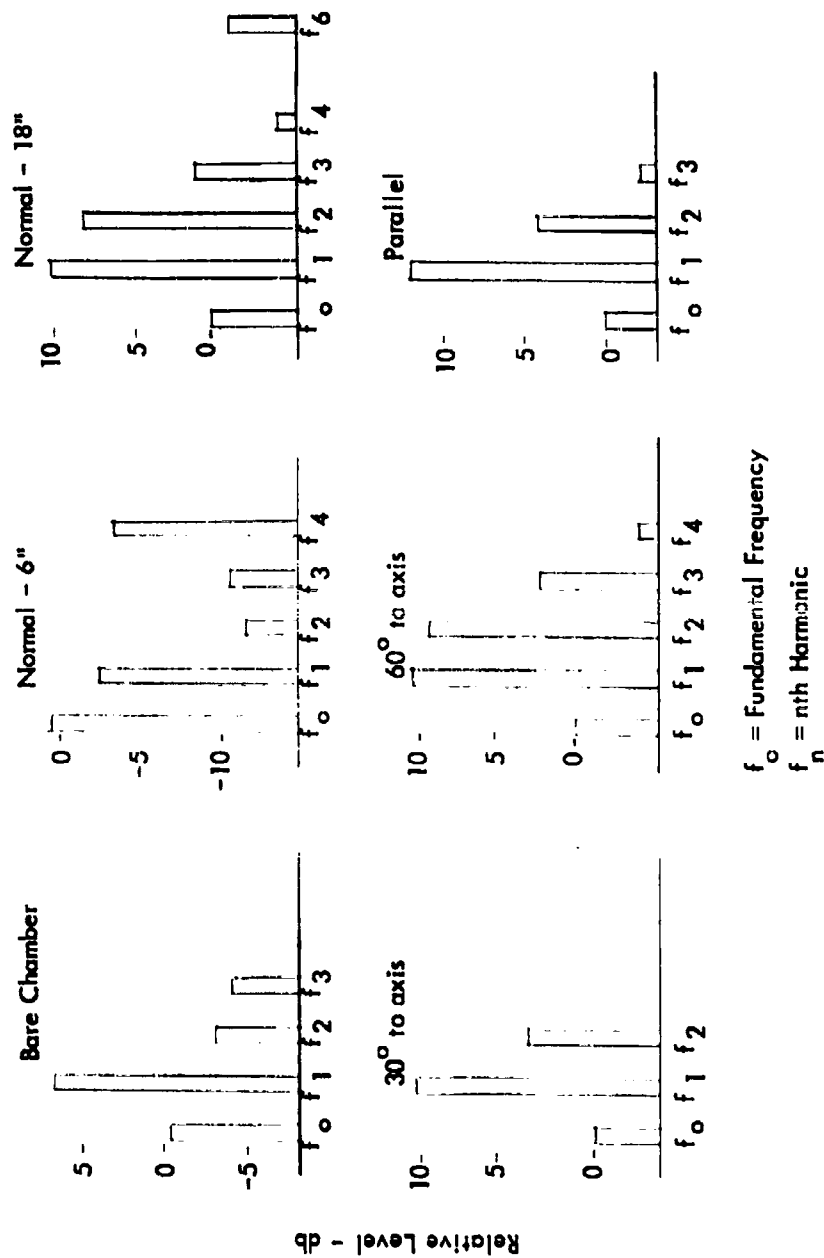 Relative Level - db
Bare Chamber
5-
0-
-5-
f o f 1 f 2 f 3
Normal - 6"
0-
-5-
-10-
f o f 1 f 2 f 3 f 4
Normal - 18"
10-
5-
0-
f o f 1 f 2 f 3 f 4 f 6
30° to axis
10-
5-
0-
f o f 1 f 2
60° to axis
10-
5-
0-
f o f 1 f 2 f 3 f 4
Parallel
10-
5-
0-
f o f 1 f 2 f 3
f o = Fundamental Frequency
f n = nth Harmonic